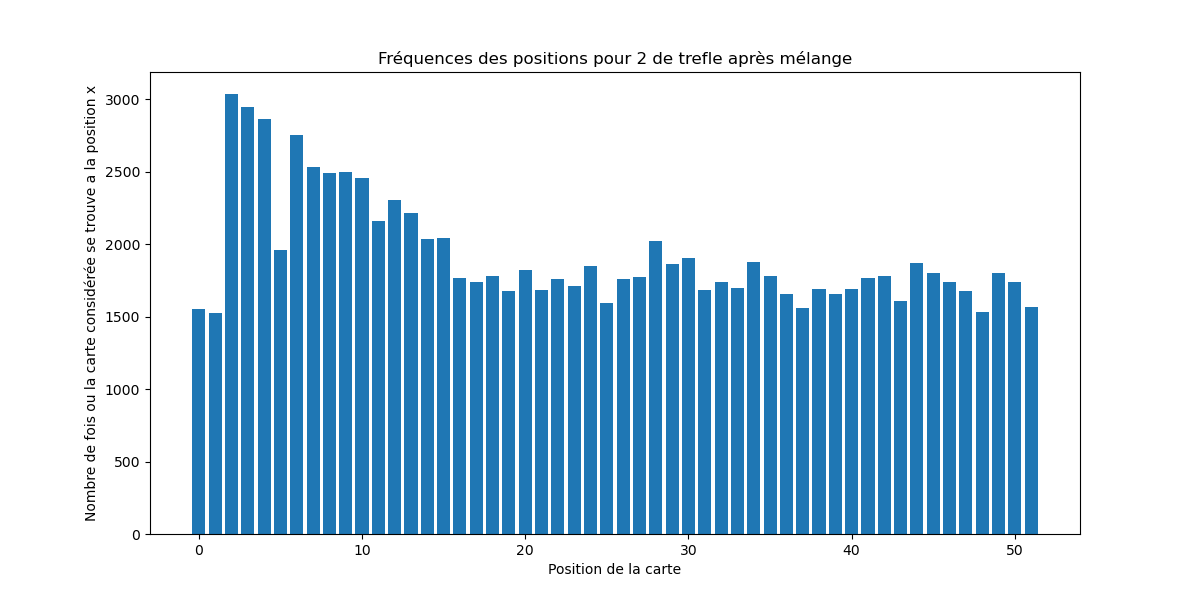 Fréquences des positions pour 2 de trefle après mélange
Nombre de fois ou la carte considérée se trouve a la position x
3000
2500
2000
1500
1000
500
0
0 10 20 30 40 50
Position de la carte